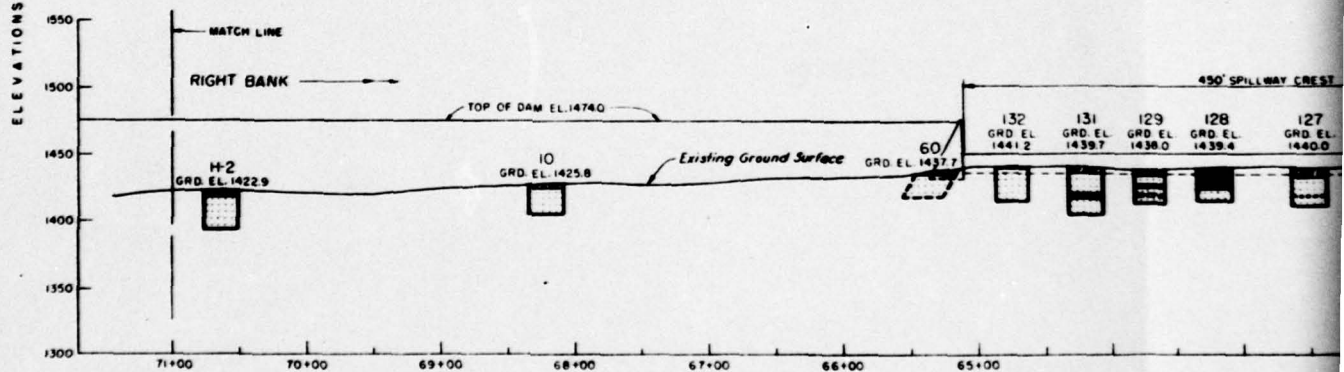 ELEVATIONS
1550
MATCH LINE
RIGHT BANK
1500
450' SPILLWAY CREST
TOP OF DAM EL. 1474.0
132
GRD. EL.
1441.2
131
GRD. EL.
1439.7
129
GRD. EL.
1438.0
128
GRD. EL.
1439.4
127
GRD. EL.
1440.0
1450
H-2
GRD. EL. 1422.9
10
GRD. EL. 1425.8
Existing Ground Surface
60
GRD. EL. 1437.7
1400
1350
1300
71+00
70+00
69+00
68+00
67+00
66+00
65+00